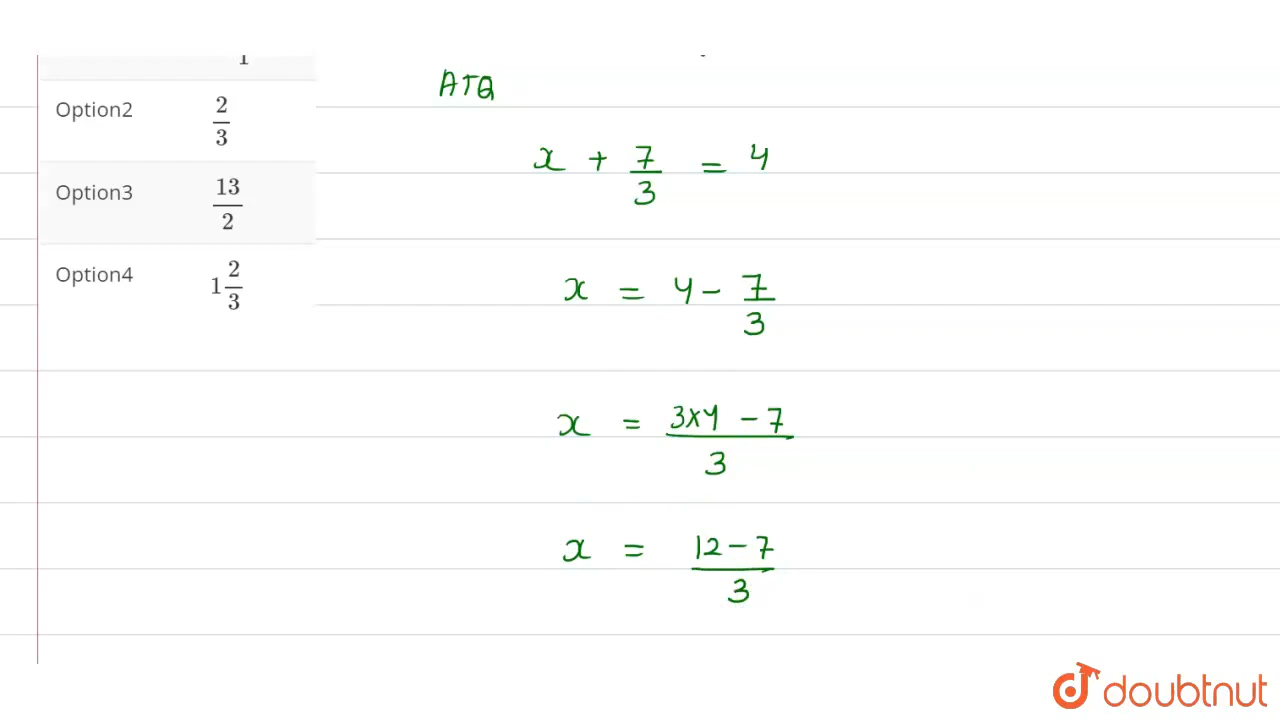 1
ATQ
Option2 2/3
x + 7/3 = 4
Option3 13/2
Option4 1 2/3
x = 4 - 7/3
x = 3x4 - 7/3
x = 12 - 7/3
doubtnut